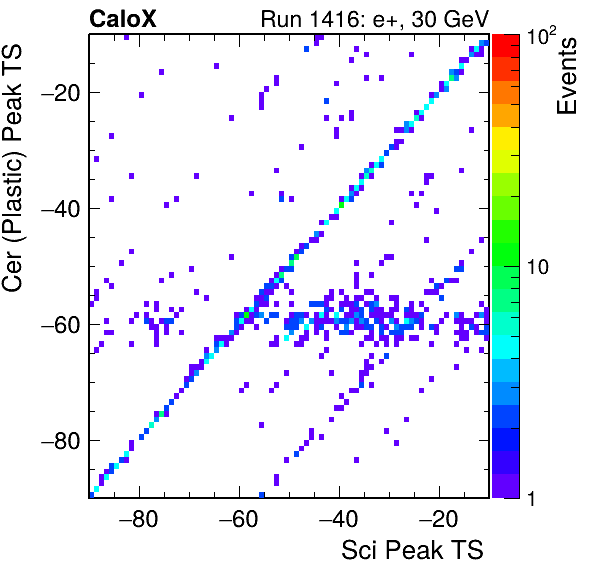 CaloX
Run 1416: e+, 30 GeV
Cer (Plastic) Peak TS
−20
−40
−60
−80
−80
−60
−40
−20
Sci Peak TS
10²
10
1
Events